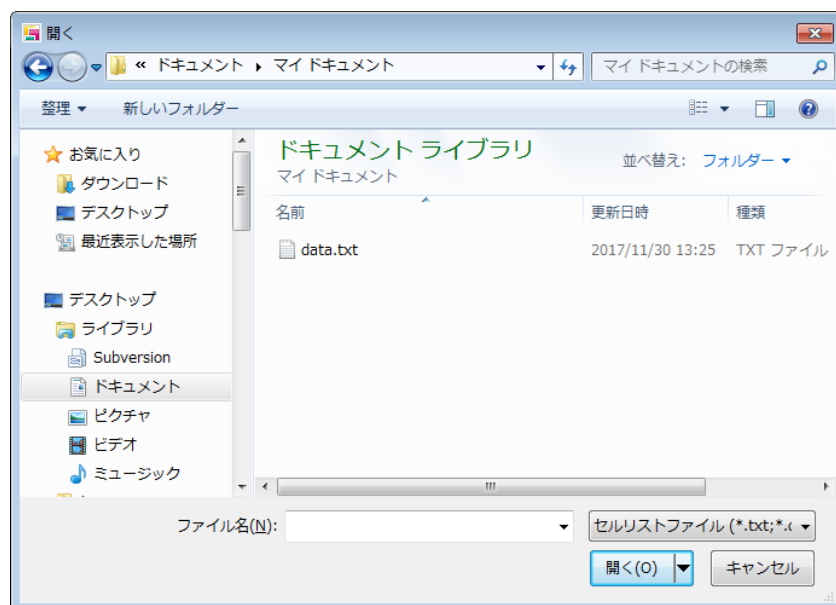 開く
« ドキュメント ▸ マイ ドキュメント
マイ ドキュメントの検索
整理 新しいフォルダー
お気に入り
ダウンロード
デスクトップ
最近表示した場所
デスクトップ
ライブラリ
Subversion
ドキュメント
ピクチャ
ビデオ
ミュージック
ドキュメント ライブラリ
マイ ドキュメント
並べ替え: フォルダー
名前 更新日時 種類
data.txt 2017/11/30 13:25 TXT ファイル
ファイル名(N):
セルリストファイル (*.txt;*.c
開く(O) キャンセル